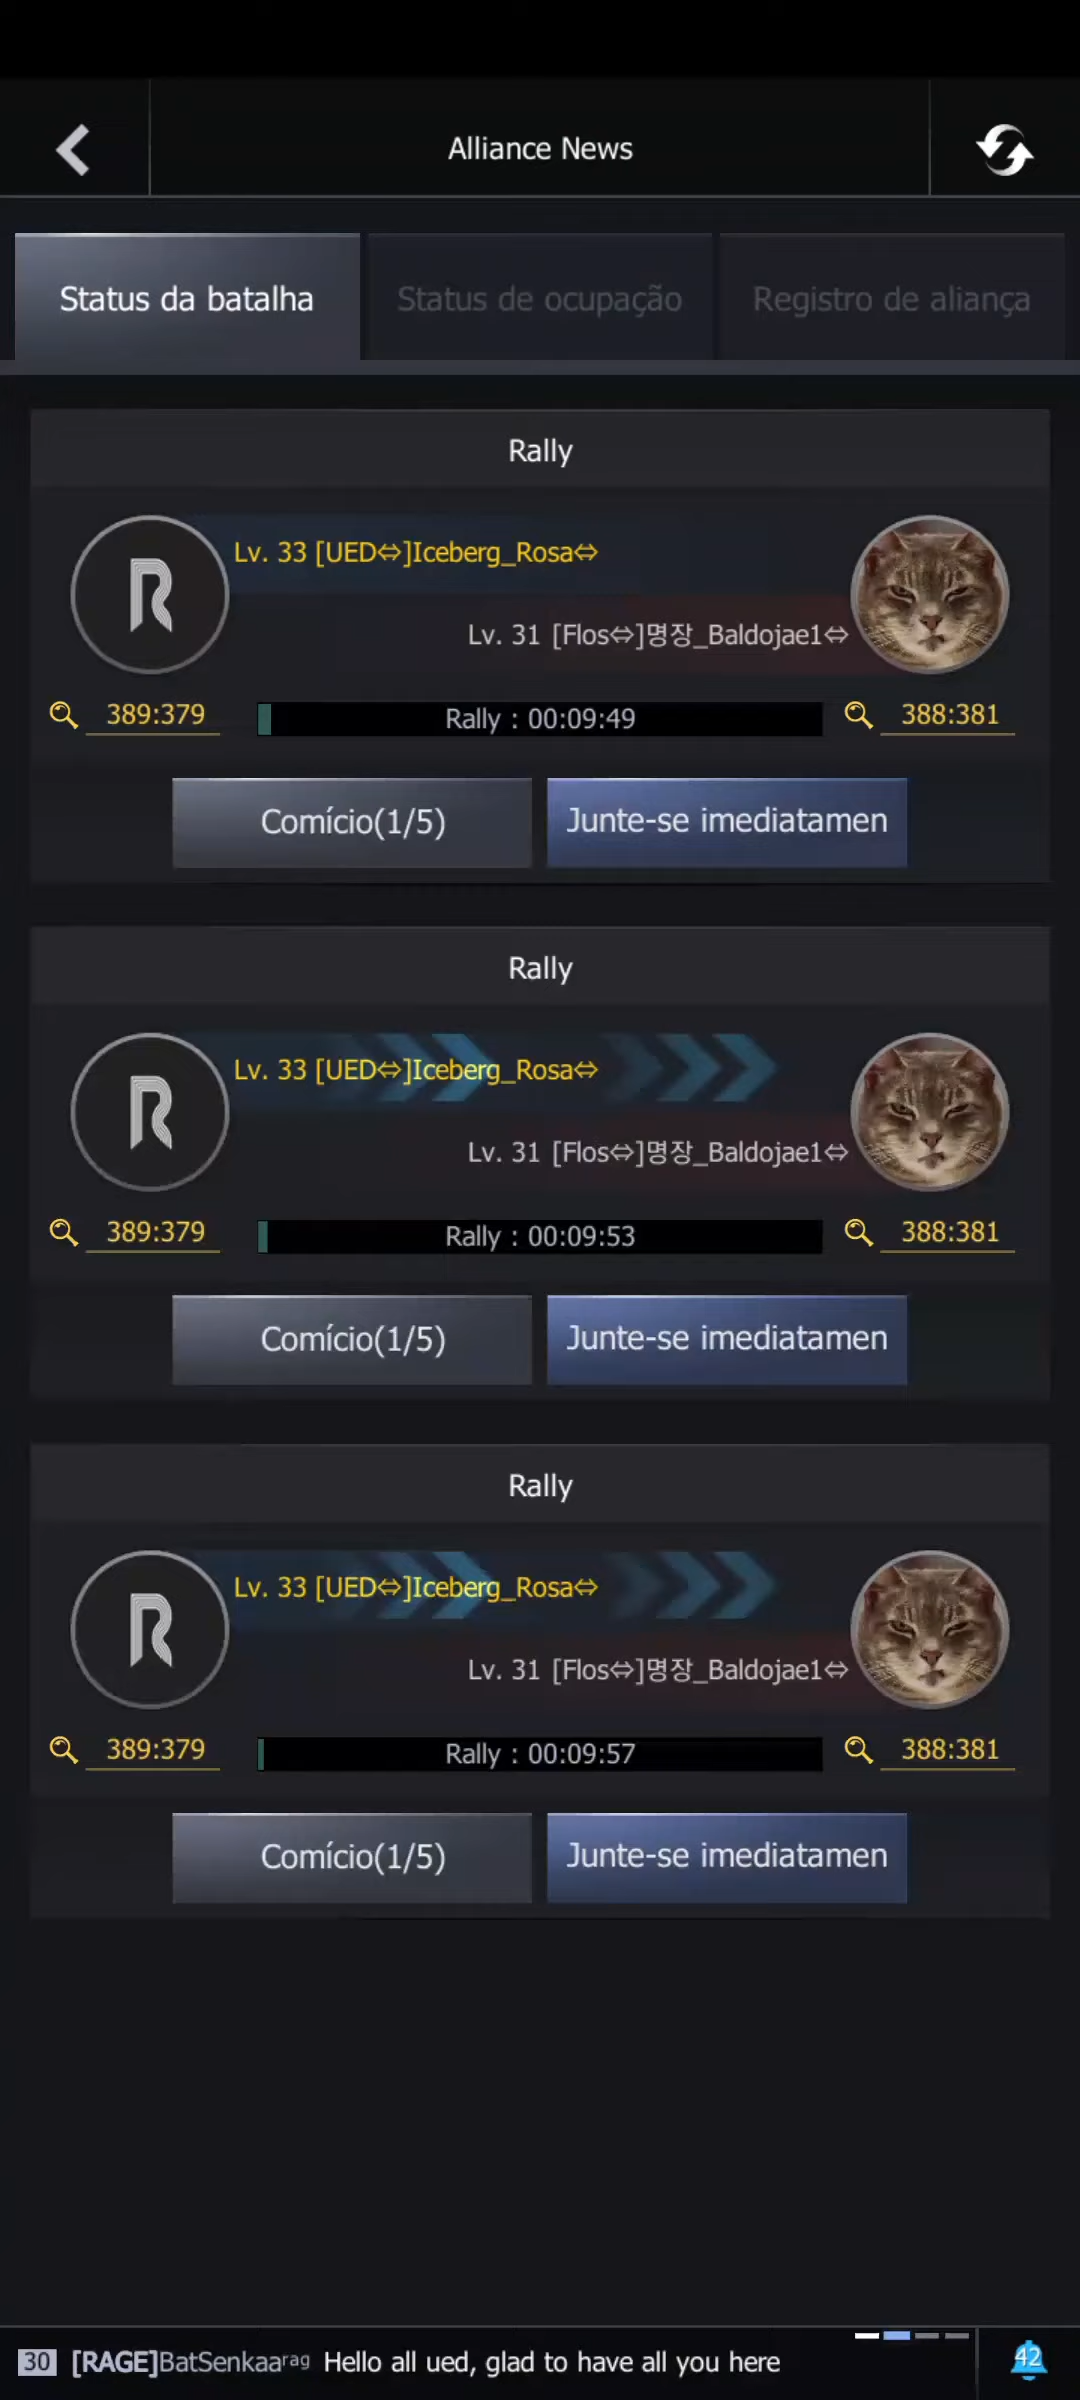 Alliance News
Status da batalha
Status de ocupação
Registro de aliança
Rally
R
Lv. 33 [UED⇔]Iceberg_Rosa⇔
Lv. 31 [Flos⇔]명장_Baldojae1⇔
389:379
Rally : 00:09:49
388:381
Comício(1/5)
Junte-se imediatamen
Rally
R
Lv. 33 [UED⇔]Iceberg_Rosa⇔
Lv. 31 [Flos⇔]명장_Baldojae1⇔
389:379
Rally : 00:09:53
388:381
Comício(1/5)
Junte-se imediatamen
Rally
R
Lv. 33 [UED⇔]Iceberg_Rosa⇔
Lv. 31 [Flos⇔]명장_Baldojae1⇔
389:379
Rally : 00:09:57
388:381
Comício(1/5)
Junte-se imediatamen
30 [RAGE]BatSenkaaʳᵃᵍ Hello all ued, glad to have all you here
42